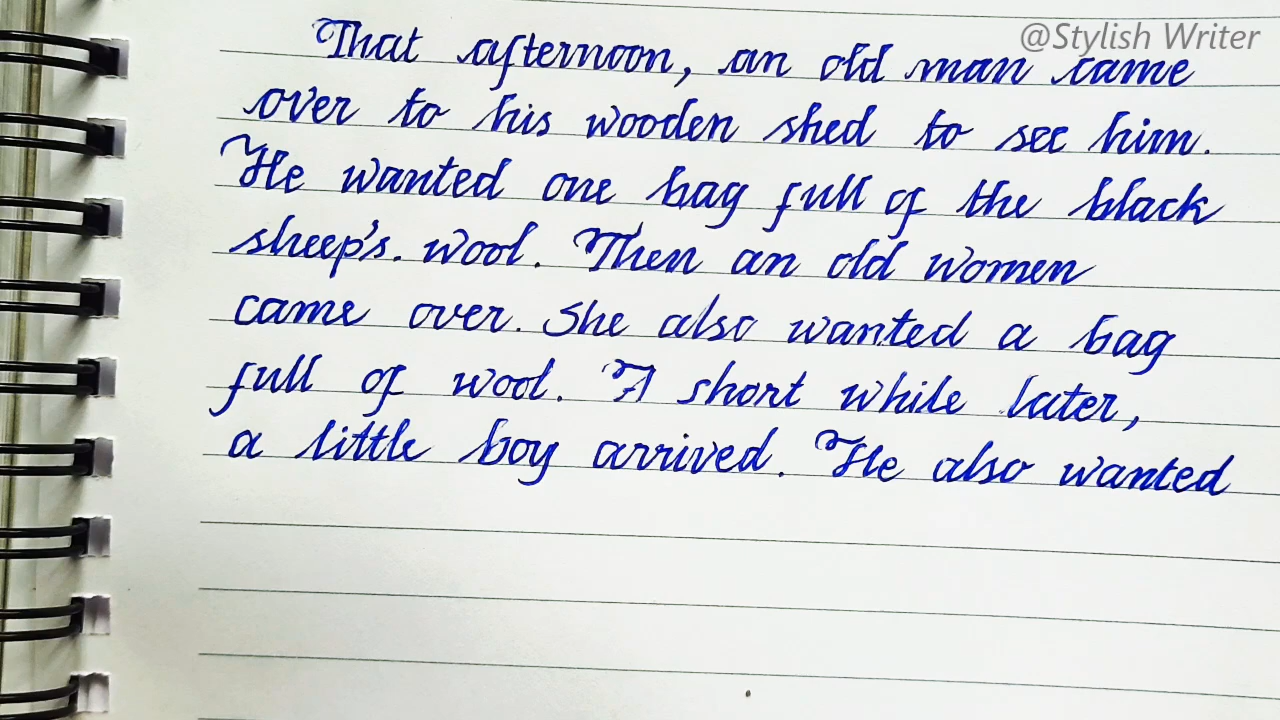 @Stylish Writer
That afternoon, an old man came
over to his wooden shed to see him.
He wanted one bag full of the black
sheep's. wool. Then an old women
came over. She also wanted a bag
full of wool. A short while later,
a little boy arrived. He also wanted